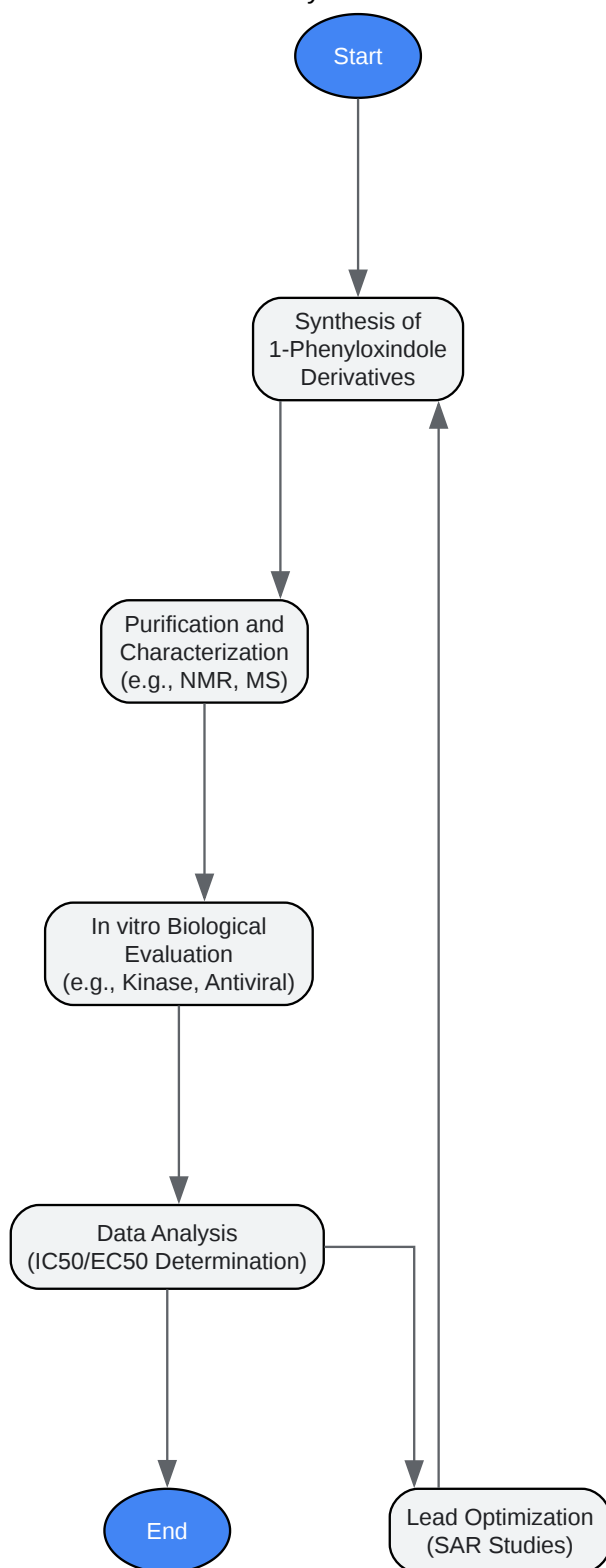 Start
Synthesis of
1-Phenyloxindole
Derivatives
Purification and
Characterization
(e.g., NMR, MS)
In vitro Biological
Evaluation
(e.g., Kinase, Antiviral)
Data Analysis
(IC50/EC50 Determination)
End
Lead Optimization
(SAR Studies)